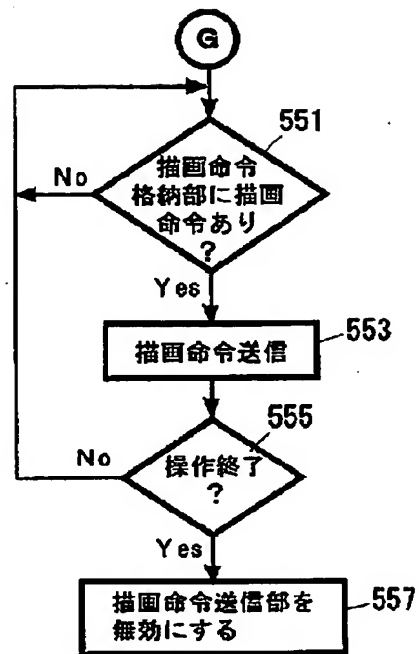 G
551
描画命令
格納部に描画
命令あり
?
No
Yes
553
描画命令送信
555
操作終了
?
No
Yes
557
描画命令送信部を
無効にする